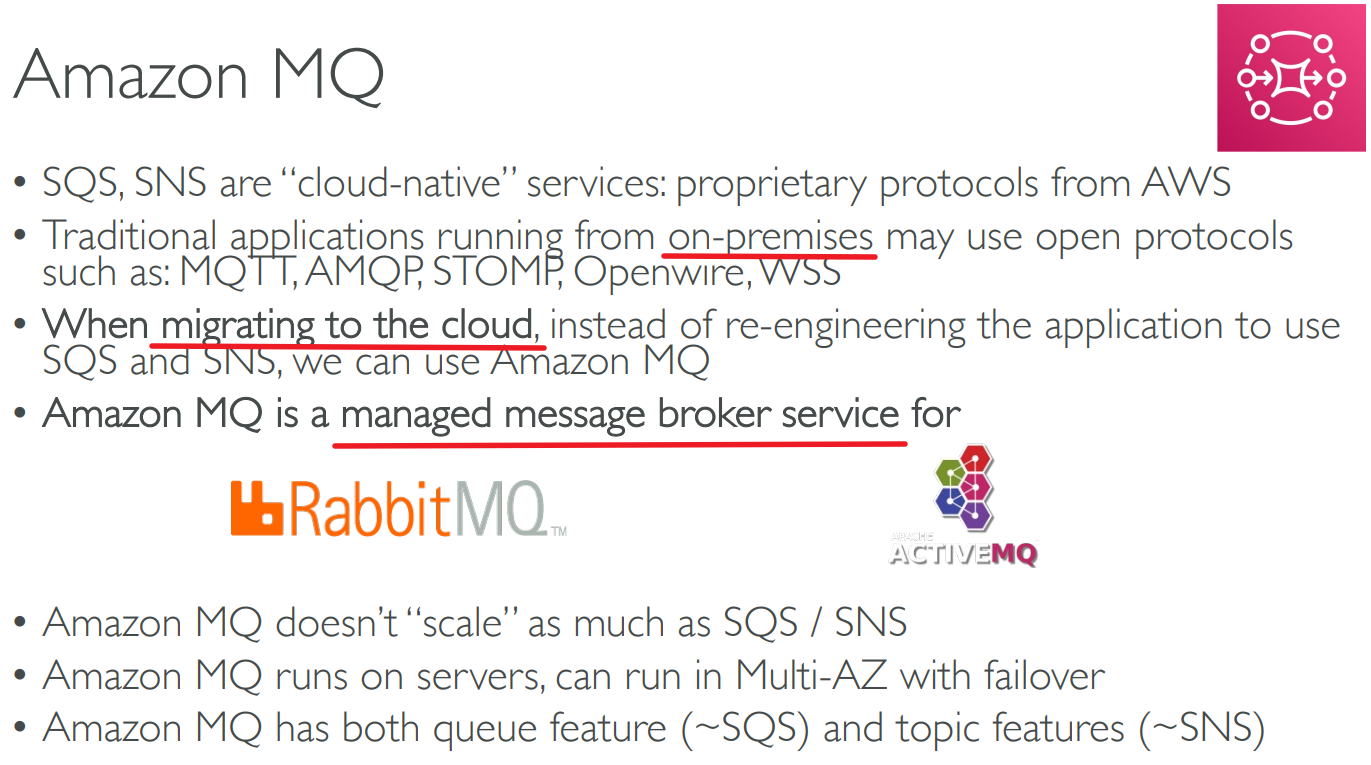 Amazon MQ
• SQS, SNS are “cloud-native” services: proprietary protocols from AWS
• Traditional applications running from on-premises may use open protocols
such as: MQTT, AMQP, STOMP, Openwire, WSS
• When migrating to the cloud, instead of re-engineering the application to use
SQS and SNS, we can use Amazon MQ
• Amazon MQ is a managed message broker service for
RabbitMQ™
APACHE
ACTIVEMQ
• Amazon MQ doesn’t “scale” as much as SQS / SNS
• Amazon MQ runs on servers, can run in Multi-AZ with failover
• Amazon MQ has both queue feature (~SQS) and topic features (~SNS)